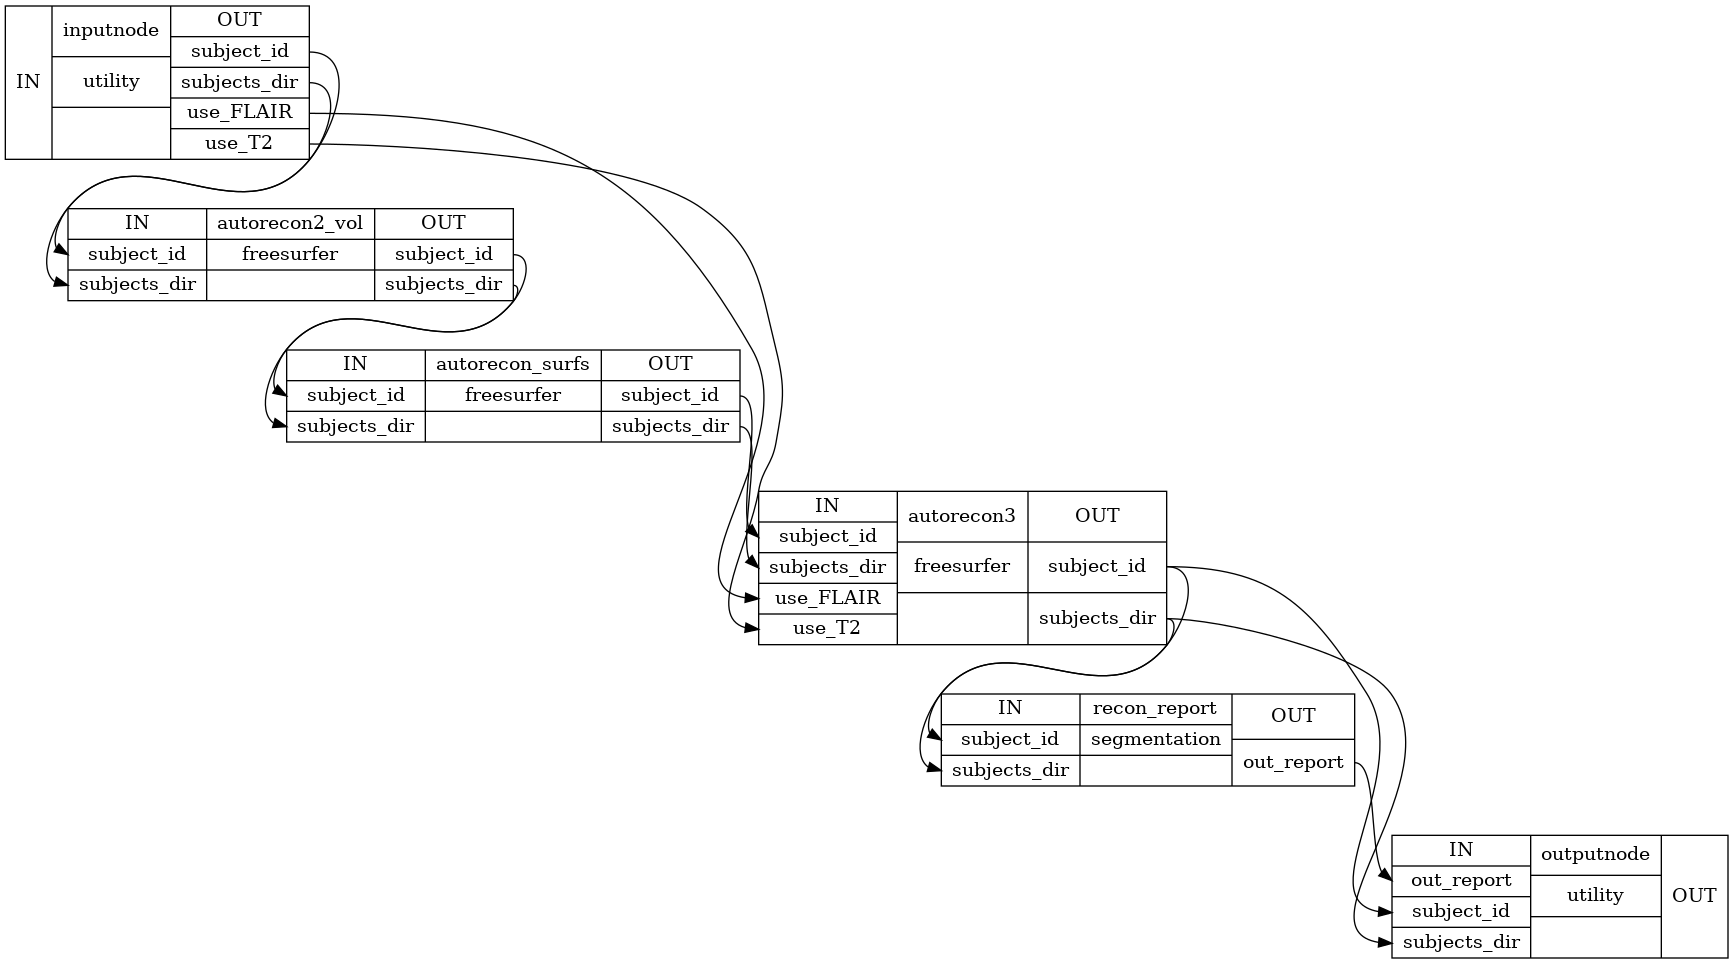 IN
inputnode
utility
OUT
subject_id
subjects_dir
use_FLAIR
use_T2
IN
subject_id
subjects_dir
autorecon2_vol
freesurfer
OUT
subject_id
subjects_dir
IN
subject_id
subjects_dir
autorecon_surfs
freesurfer
OUT
subject_id
subjects_dir
IN
subject_id
subjects_dir
use_FLAIR
use_T2
autorecon3
freesurfer
OUT
subject_id
subjects_dir
IN
subject_id
subjects_dir
recon_report
segmentation
OUT
out_report
IN
out_report
subject_id
subjects_dir
outputnode
utility
OUT